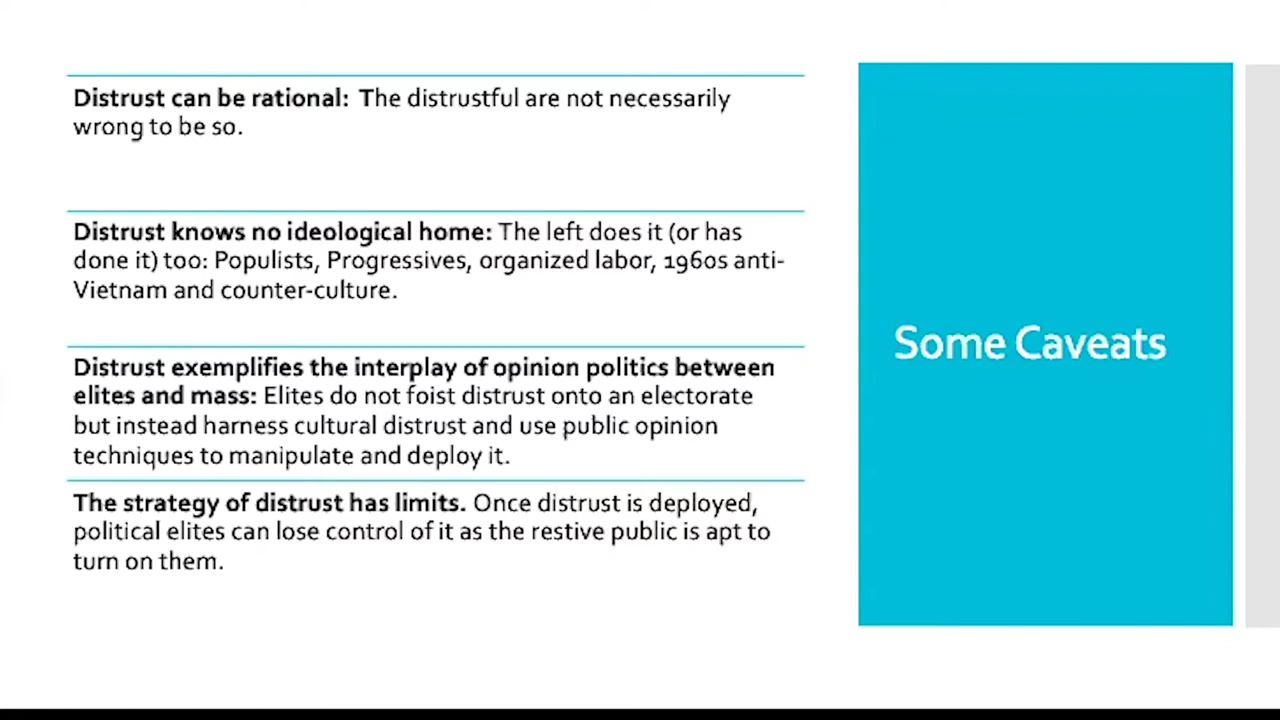 Distrust can be rational: The distrustful are not necessarily
wrong to be so.
Distrust knows no ideological home: The left does it (or has
done it) too: Populists, Progressives, organized labor, 1960s anti-
Vietnam and counter-culture.
Distrust exemplifies the interplay of opinion politics between
elites and mass: Elites do not foist distrust onto an electorate
but instead harness cultural distrust and use public opinion
techniques to manipulate and deploy it.
The strategy of distrust has limits. Once distrust is deployed,
political elites can lose control of it as the restive public is apt to
turn on them.
Some Caveats